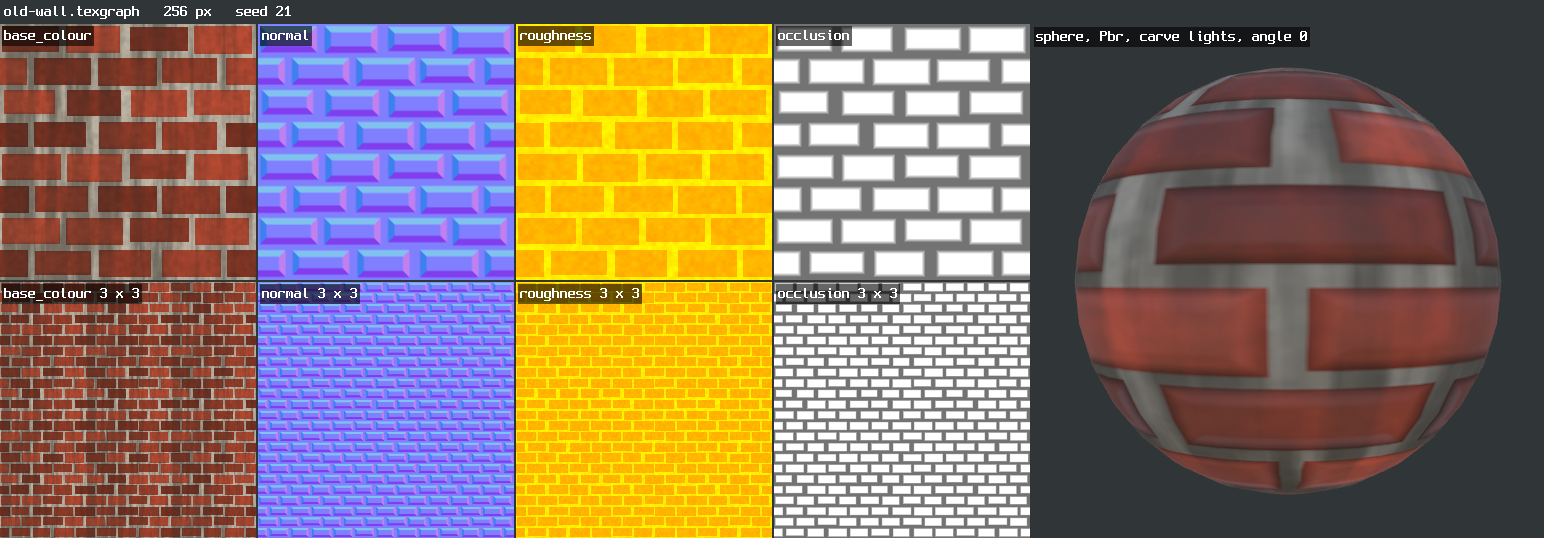 old-wall.texgraph   256 px   seed 21
base_colour
normal
roughness
occlusion
sphere, Pbr, carve lights, angle 0
base_colour 3 x 3
normal 3 x 3
roughness 3 x 3
occlusion 3 x 3